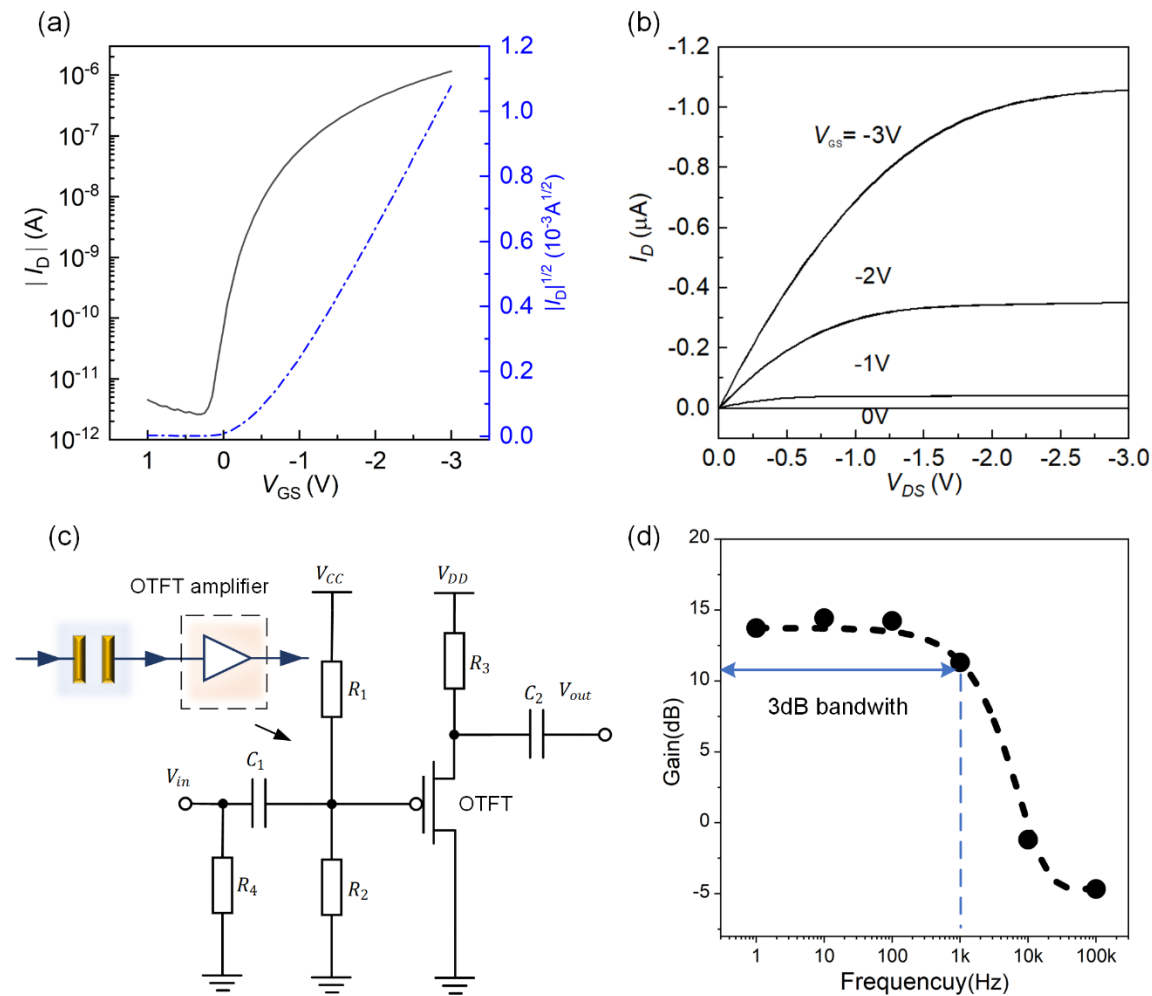 (a)
10⁻⁶
10⁻⁷
10⁻⁸
10⁻⁹
10⁻¹⁰
10⁻¹¹
10⁻¹²
| I_D | (A)
1.2
1.0
0.8
0.6
0.4
0.2
0.0
|I_D|^1/2 (10⁻³A^1/2)
1 0 -1 -2 -3
V_GS (V)
(b)
-1.2
-1.0
-0.8
-0.6
-0.4
-0.2
0.0
I_D (μA)
V_GS= -3V
-2V
-1V
0V
0.0 -0.5 -1.0 -1.5 -2.0 -2.5 -3.0
V_DS (V)
(c)
OTFT amplifier
V_CC
V_DD
R_1
R_3
C_2
V_out
C_1
V_in
OTFT
R_4
R_2
(d)
20
15
10
5
0
-5
Gain(dB)
3dB bandwith
1 10 100 1k 10k 100k
Frequencuy(Hz)